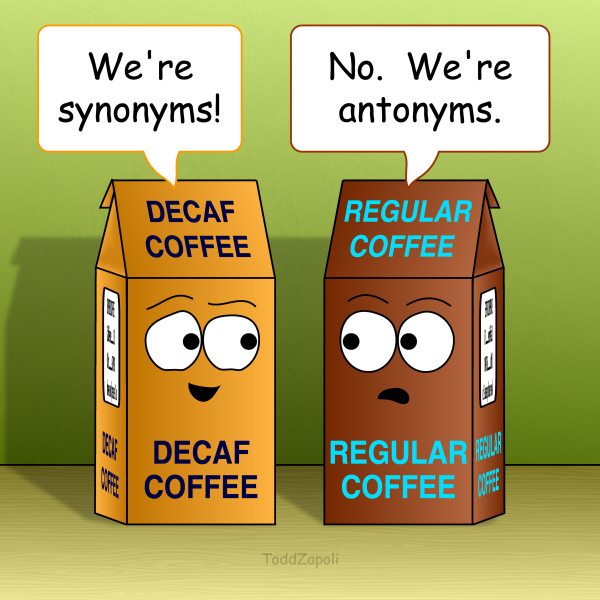 We're
synonyms!
No. We're
antonyms.
DECAF
COFFEE
REGULAR
COFFEE
DECAF
COFFEE
REGULAR
COFFEE
DECAF
COFFEE
REGULAR
COFFEE
ToddZapoli